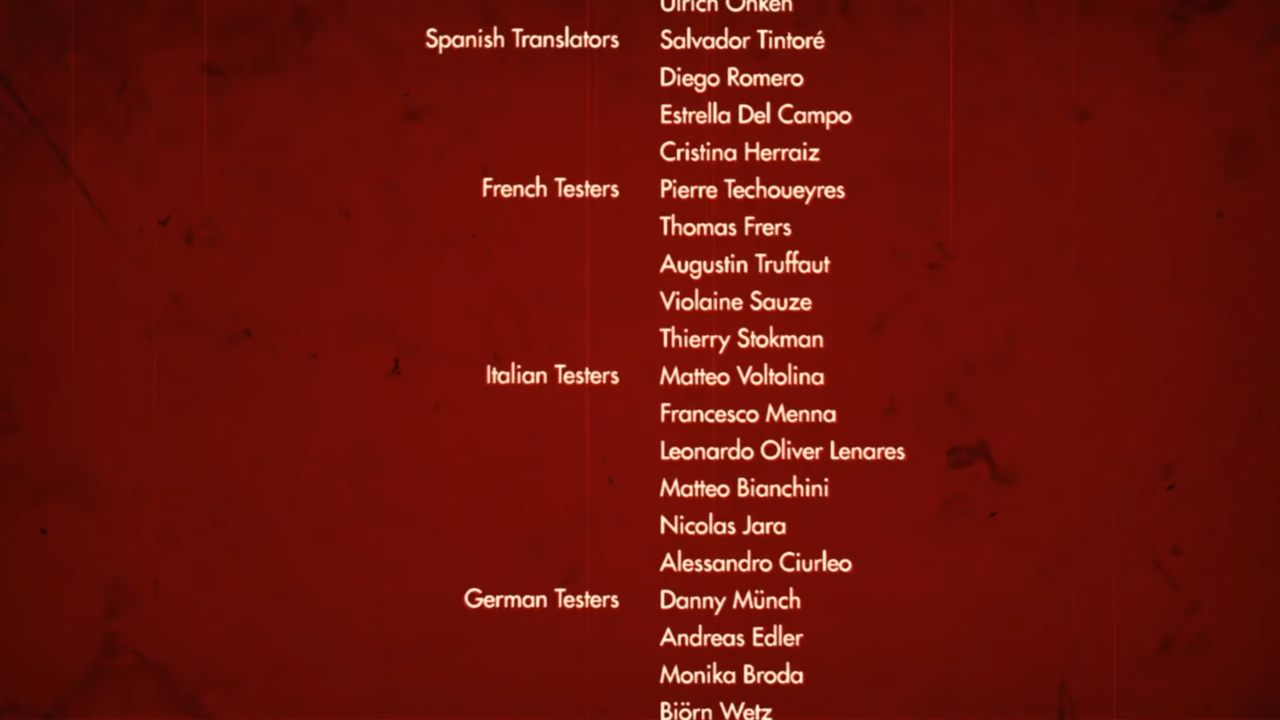 Ulrich Onken
Spanish Translators Salvador Tintoré
Diego Romero
Estrella Del Campo
Cristina Herraiz
French Testers Pierre Techoueyres
Thomas Frers
Augustin Truffaut
Violaine Sauze
Thierry Stokman
Italian Testers Matteo Voltolina
Francesco Menna
Leonardo Oliver Lenares
Matteo Bianchini
Nicolas Jara
Alessandro Ciurleo
German Testers Danny Münch
Andreas Edler
Monika Broda
Björn Wetz